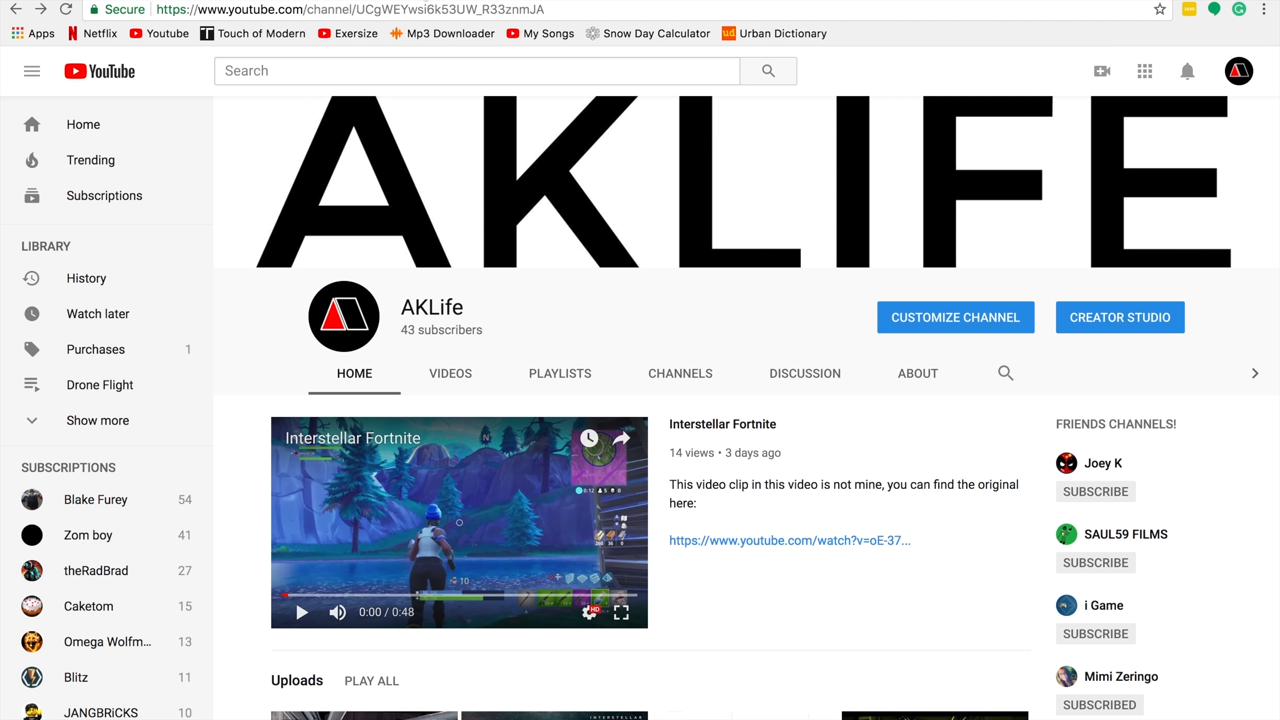 Secure https://www.youtube.com/channel/UCgWEYwsi6k53UW_R33znmJA
Apps Netflix Youtube Touch of Modern Exersize Mp3 Downloader My Songs Snow Day Calculator ud Urban Dictionary
YouTube
Search
Home
Trending
Subscriptions
LIBRARY
History
Watch later
Purchases 1
Drone Flight
Show more
SUBSCRIPTIONS
Blake Furey 54
Zom boy 41
theRadBrad 27
Caketom 15
Omega Wolfm... 13
Blitz 11
JANGBRiCKS 10
AKLIFE
AKLife
43 subscribers
CUSTOMIZE CHANNEL
CREATOR STUDIO
HOME VIDEOS PLAYLISTS CHANNELS DISCUSSION ABOUT
Interstellar Fortnite
N
10
0:00 / 0:48
HD
Interstellar Fortnite
14 views • 3 days ago
This video clip in this video is not mine, you can find the original
here:
https://www.youtube.com/watch?v=oE-37...
FRIENDS CHANNELS!
Joey K
SUBSCRIBE
SAUL59 FILMS
SUBSCRIBE
i Game
SUBSCRIBE
Mimi Zeringo
SUBSCRIBED
Uploads PLAY ALL
INTERSTELLAR